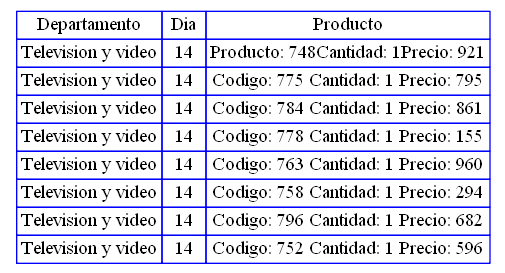 Departamento Dia Producto
Television y video 14 Producto: 748Cantidad: 1Precio: 921
Television y video 14 Codigo: 775 Cantidad: 1 Precio: 795
Television y video 14 Codigo: 784 Cantidad: 1 Precio: 861
Television y video 14 Codigo: 778 Cantidad: 1 Precio: 155
Television y video 14 Codigo: 763 Cantidad: 1 Precio: 960
Television y video 14 Codigo: 758 Cantidad: 1 Precio: 294
Television y video 14 Codigo: 796 Cantidad: 1 Precio: 682
Television y video 14 Codigo: 752 Cantidad: 1 Precio: 596